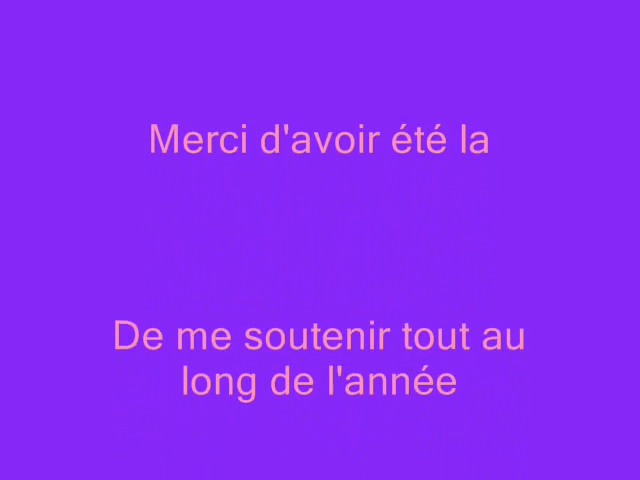 Merci d'avoir été la
De me soutenir tout au
long de l'année